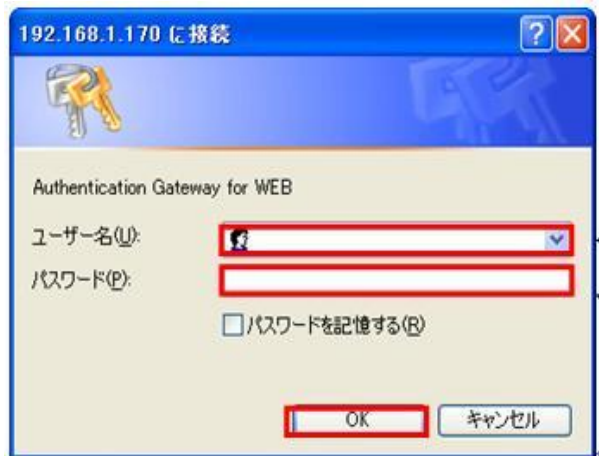 192.168.1.170 に接続
Authentication Gateway for WEB
ユーザー名(U):
パスワード(P):
パスワードを記憶する(R)
OK キャンセル